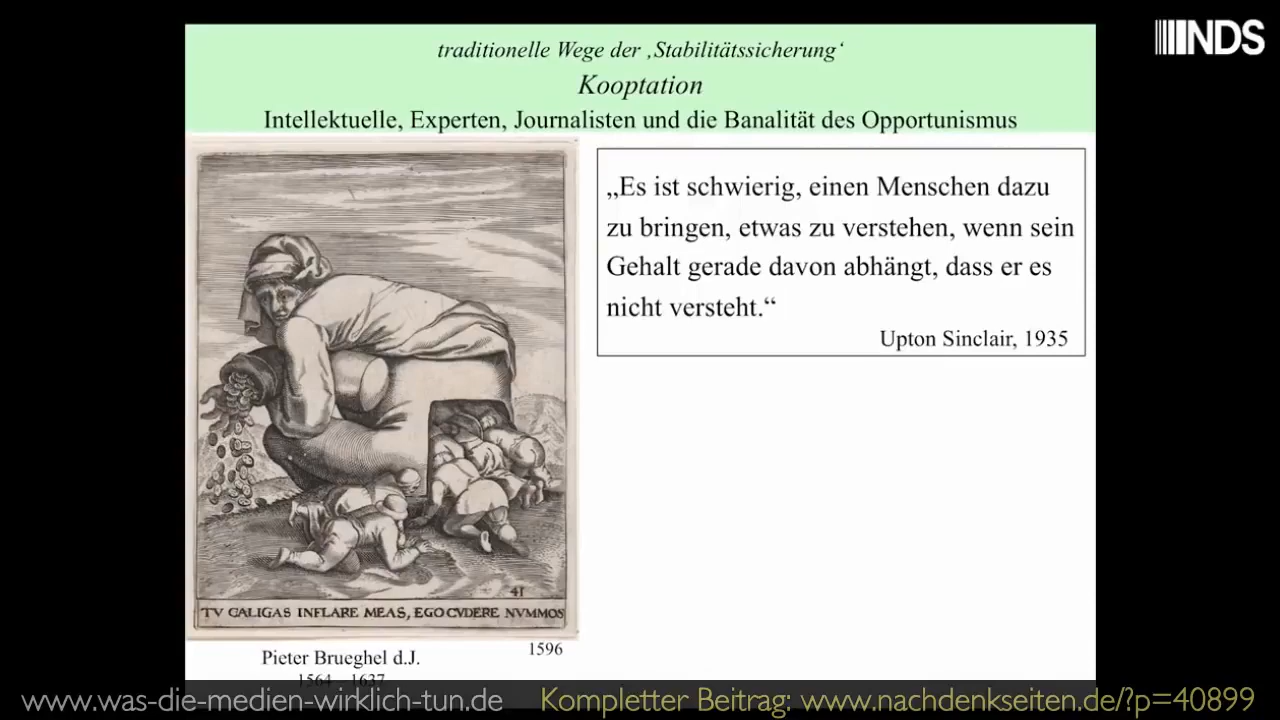 NDS
traditionelle Wege der ‚Stabilitätssicherung‘
Kooptation
Intellektuelle, Experten, Journalisten und die Banalität des Opportunismus
„Es ist schwierig, einen Menschen dazu
zu bringen, etwas zu verstehen, wenn sein
Gehalt gerade davon abhängt, dass er es
nicht versteht.“
Upton Sinclair, 1935
41
TV CALIGAS INFLARE MEAS, EGO CVDERE NVMMOS
1596
Pieter Brueghel d.J.
1564 - 1637
www.was-die-medien-wirklich-tun.de Kompletter Beitrag: www.nachdenkseiten.de/?p=40899